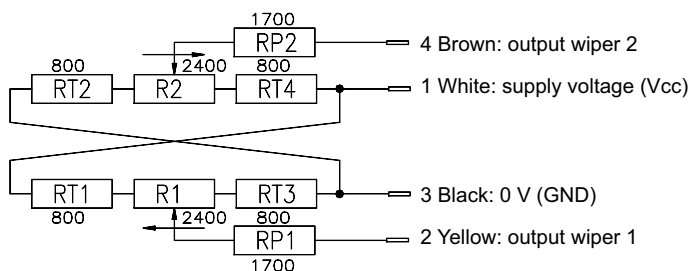 1700
RP2
4 Brown: output wiper 2
800 2400 800
RT2 R2 RT4
1 White: supply voltage (Vcc)
RT1 R1 RT3
3 Black: 0 V (GND)
800 2400 800
RP1
2 Yellow: output wiper 1
1700